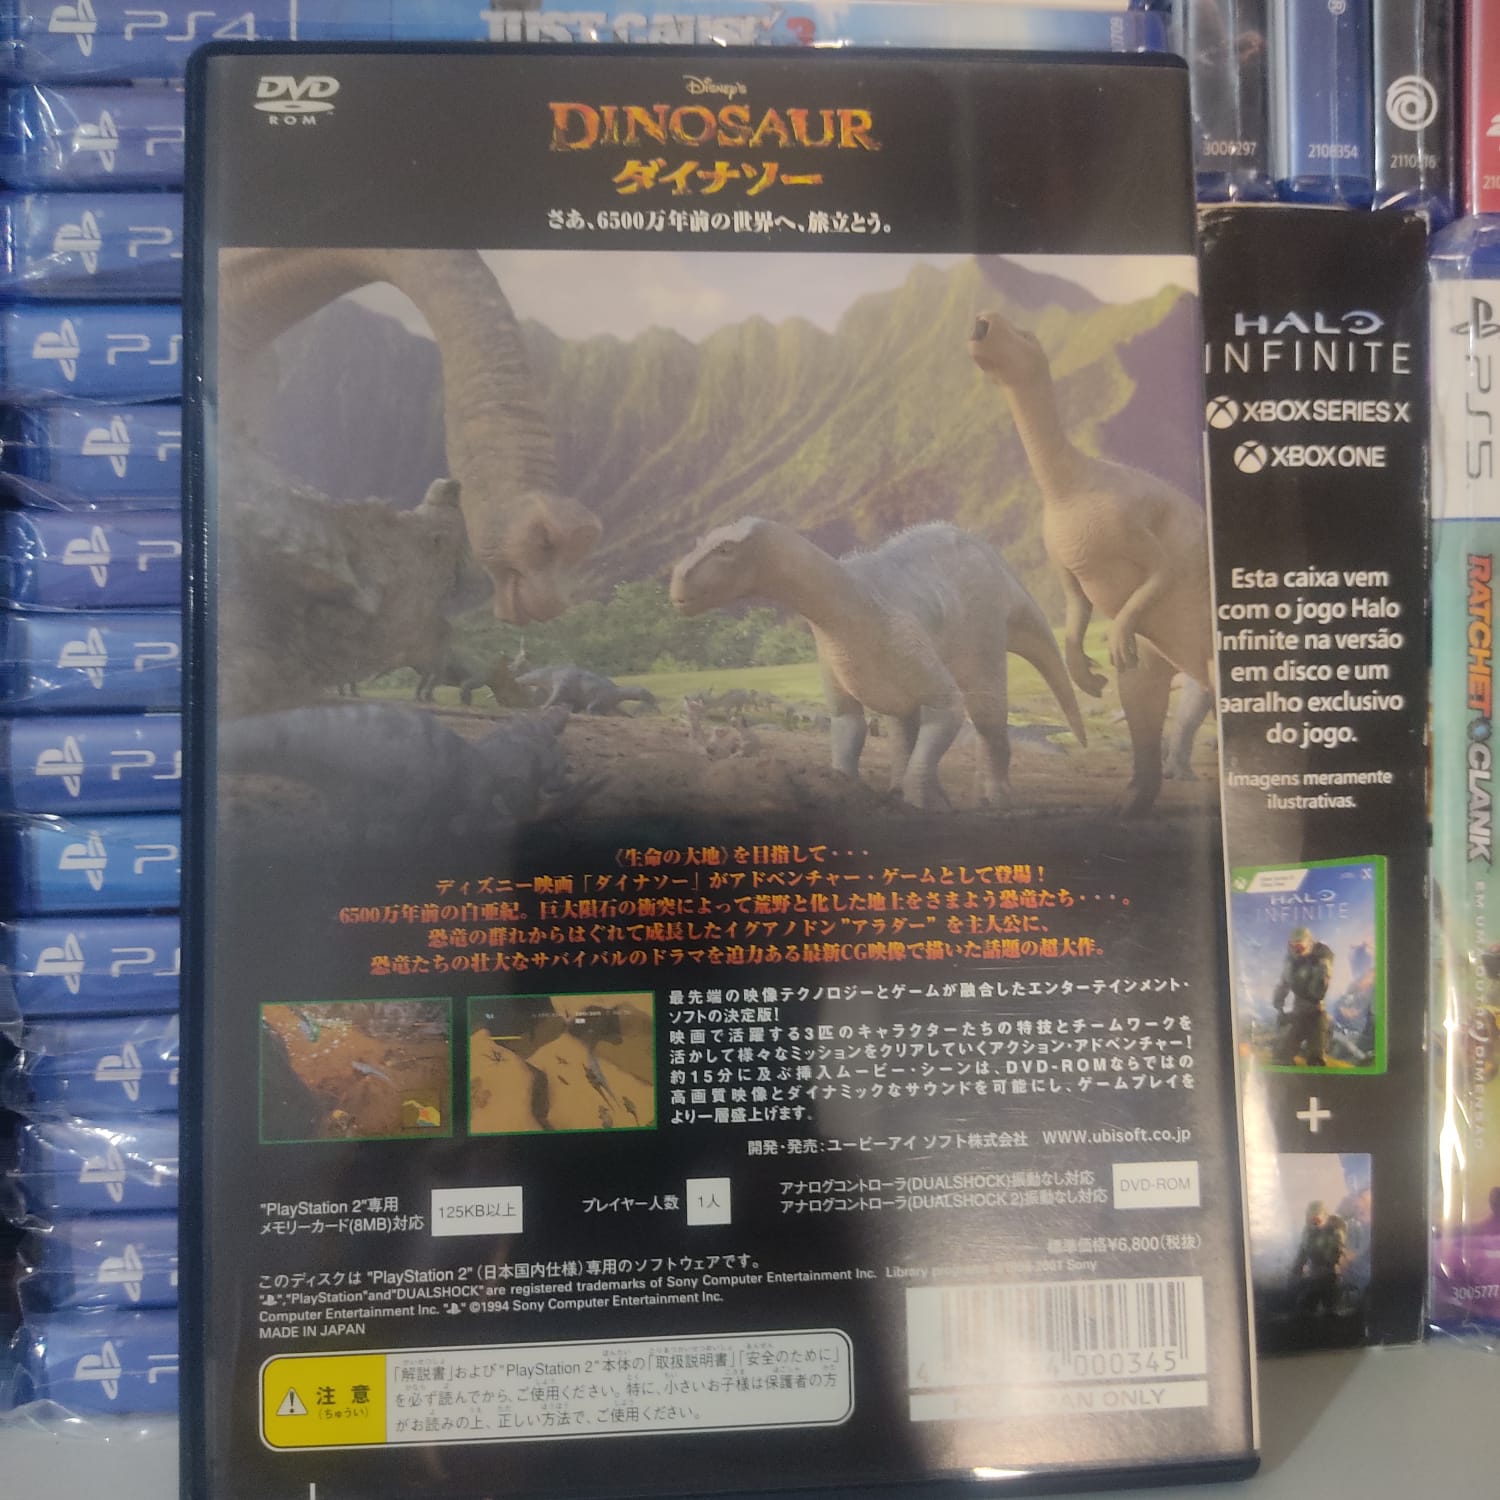 PS4
JUST CAUSE 3
DVD
ROM
Disney's
DINOSAUR
ダイナソー
さあ、6500万年前の世界へ、旅立とう。
《生命の大地》を目指して・・・
ディズニー映画「ダイナソー」がアドベンチャー・ゲームとして登場！
6500万年前の白亜紀。巨大隕石の衝突によって荒野と化した地上をさまよう恐竜たち・・・。
恐竜の群れからはぐれて成長したイグアノドン"アラダー"を主人公に、
恐竜たちの壮大なサバイバルのドラマを迫力ある最新CG映像で描いた話題の超大作。
最先端の映像テクノロジーとゲームが融合したエンターテインメント・
ソフトの決定版！
映画で活躍する3匹のキャラクターたちの特技とチームワークを
活かして様々なミッションをクリアしていくアクション・アドベンチャー！
約15分に及ぶ挿入ムービー・シーンは、DVD-ROMならではの
高画質映像とダイナミックなサウンドを可能にし、ゲームプレイを
より一層盛上げます。
開発・発売：ユービーアイ ソフト株式会社 www.ubisoft.co.jp
"PlayStation 2"専用
メモリーカード(8MB)対応
125KB以上
プレイヤー人数
1人
アナログコントローラ(DUALSHOCK)振動なし対応
アナログコントローラ(DUALSHOCK 2)振動なし対応
DVD-ROM
標準価格¥6,800(税抜)
このディスクは "PlayStation 2" (日本国内仕様) 専用のソフトウェアです。
"PlayStation"and"DUALSHOCK"are registered trademarks of Sony Computer Entertainment Inc. Library 2001 Sony
Computer Entertainment Inc. ©1994 Sony Computer Entertainment Inc.
MADE IN JAPAN
注意
(ちゅうい)
「解説書」および"PlayStation 2"本体の「取扱説明書」「安全のために」
を必ず読んでから、ご使用ください。特に、小さいお子様は保護者の方
がお読みの上、正しい方法で、ご使用ください。
4 000345
N ONLY
3006297
2108354
HALO
INFINITE
XBOX SERIES X
XBOX ONE
Esta caixa vem
com o jogo Halo
Infinite na versão
em disco e um
baralho exclusivo
do jogo.
Imagens meramente
ilustrativas.
HALO
INFINITE
+
PS5
RATCHET CLANK
EM UMA OUTRA DIMENSÃO
3005777